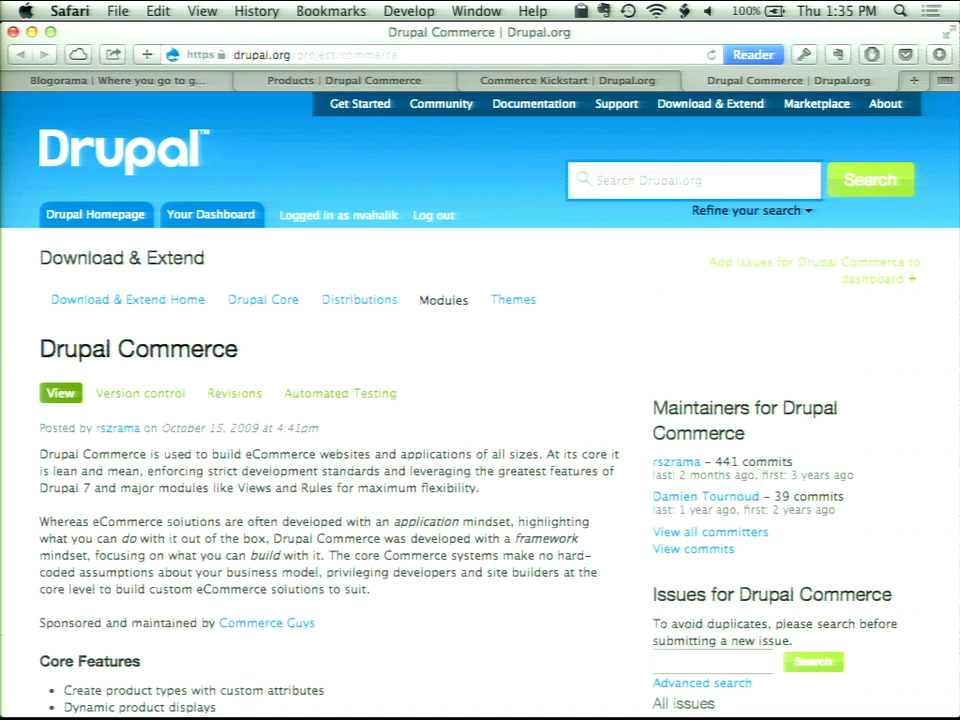 Safari File Edit View History Bookmarks Develop Window Help 100% Thu 1:35 PM
Drupal Commerce | Drupal.org
https drupal.org/project/commerce Reader
Blogorama | Where you go to g... Products | Drupal Commerce Commerce Kickstart | Drupal.org Drupal Commerce | Drupal.org
Get Started Community Documentation Support Download & Extend Marketplace About
Drupal™
Search Drupal.org Search
Refine your search
Drupal Homepage Your Dashboard Logged in as nvahalik Log out
Download & Extend
Add Issues for Drupal Commerce to
dashboard +
Download & Extend Home Drupal Core Distributions Modules Themes
Drupal Commerce
View Version control Revisions Automated Testing
Posted by rszrama on October 15, 2009 at 4:41pm
Drupal Commerce is used to build eCommerce websites and applications of all sizes. At its core it
is lean and mean, enforcing strict development standards and leveraging the greatest features of
Drupal 7 and major modules like Views and Rules for maximum flexibility.
Whereas eCommerce solutions are often developed with an application mindset, highlighting
what you can do with it out of the box, Drupal Commerce was developed with a framework
mindset, focusing on what you can build with it. The core Commerce systems make no hard-
coded assumptions about your business model, privileging developers and site builders at the
core level to build custom eCommerce solutions to suit.
Sponsored and maintained by Commerce Guys
Core Features
• Create product types with custom attributes
• Dynamic product displays
Maintainers for Drupal
Commerce
rszrama – 441 commits
last: 2 months ago, first: 3 years ago
Damien Tournoud – 39 commits
last: 1 year ago, first: 2 years ago
View all committers
View commits
Issues for Drupal Commerce
To avoid duplicates, please search before
submitting a new issue.
Search
Advanced search
All issues